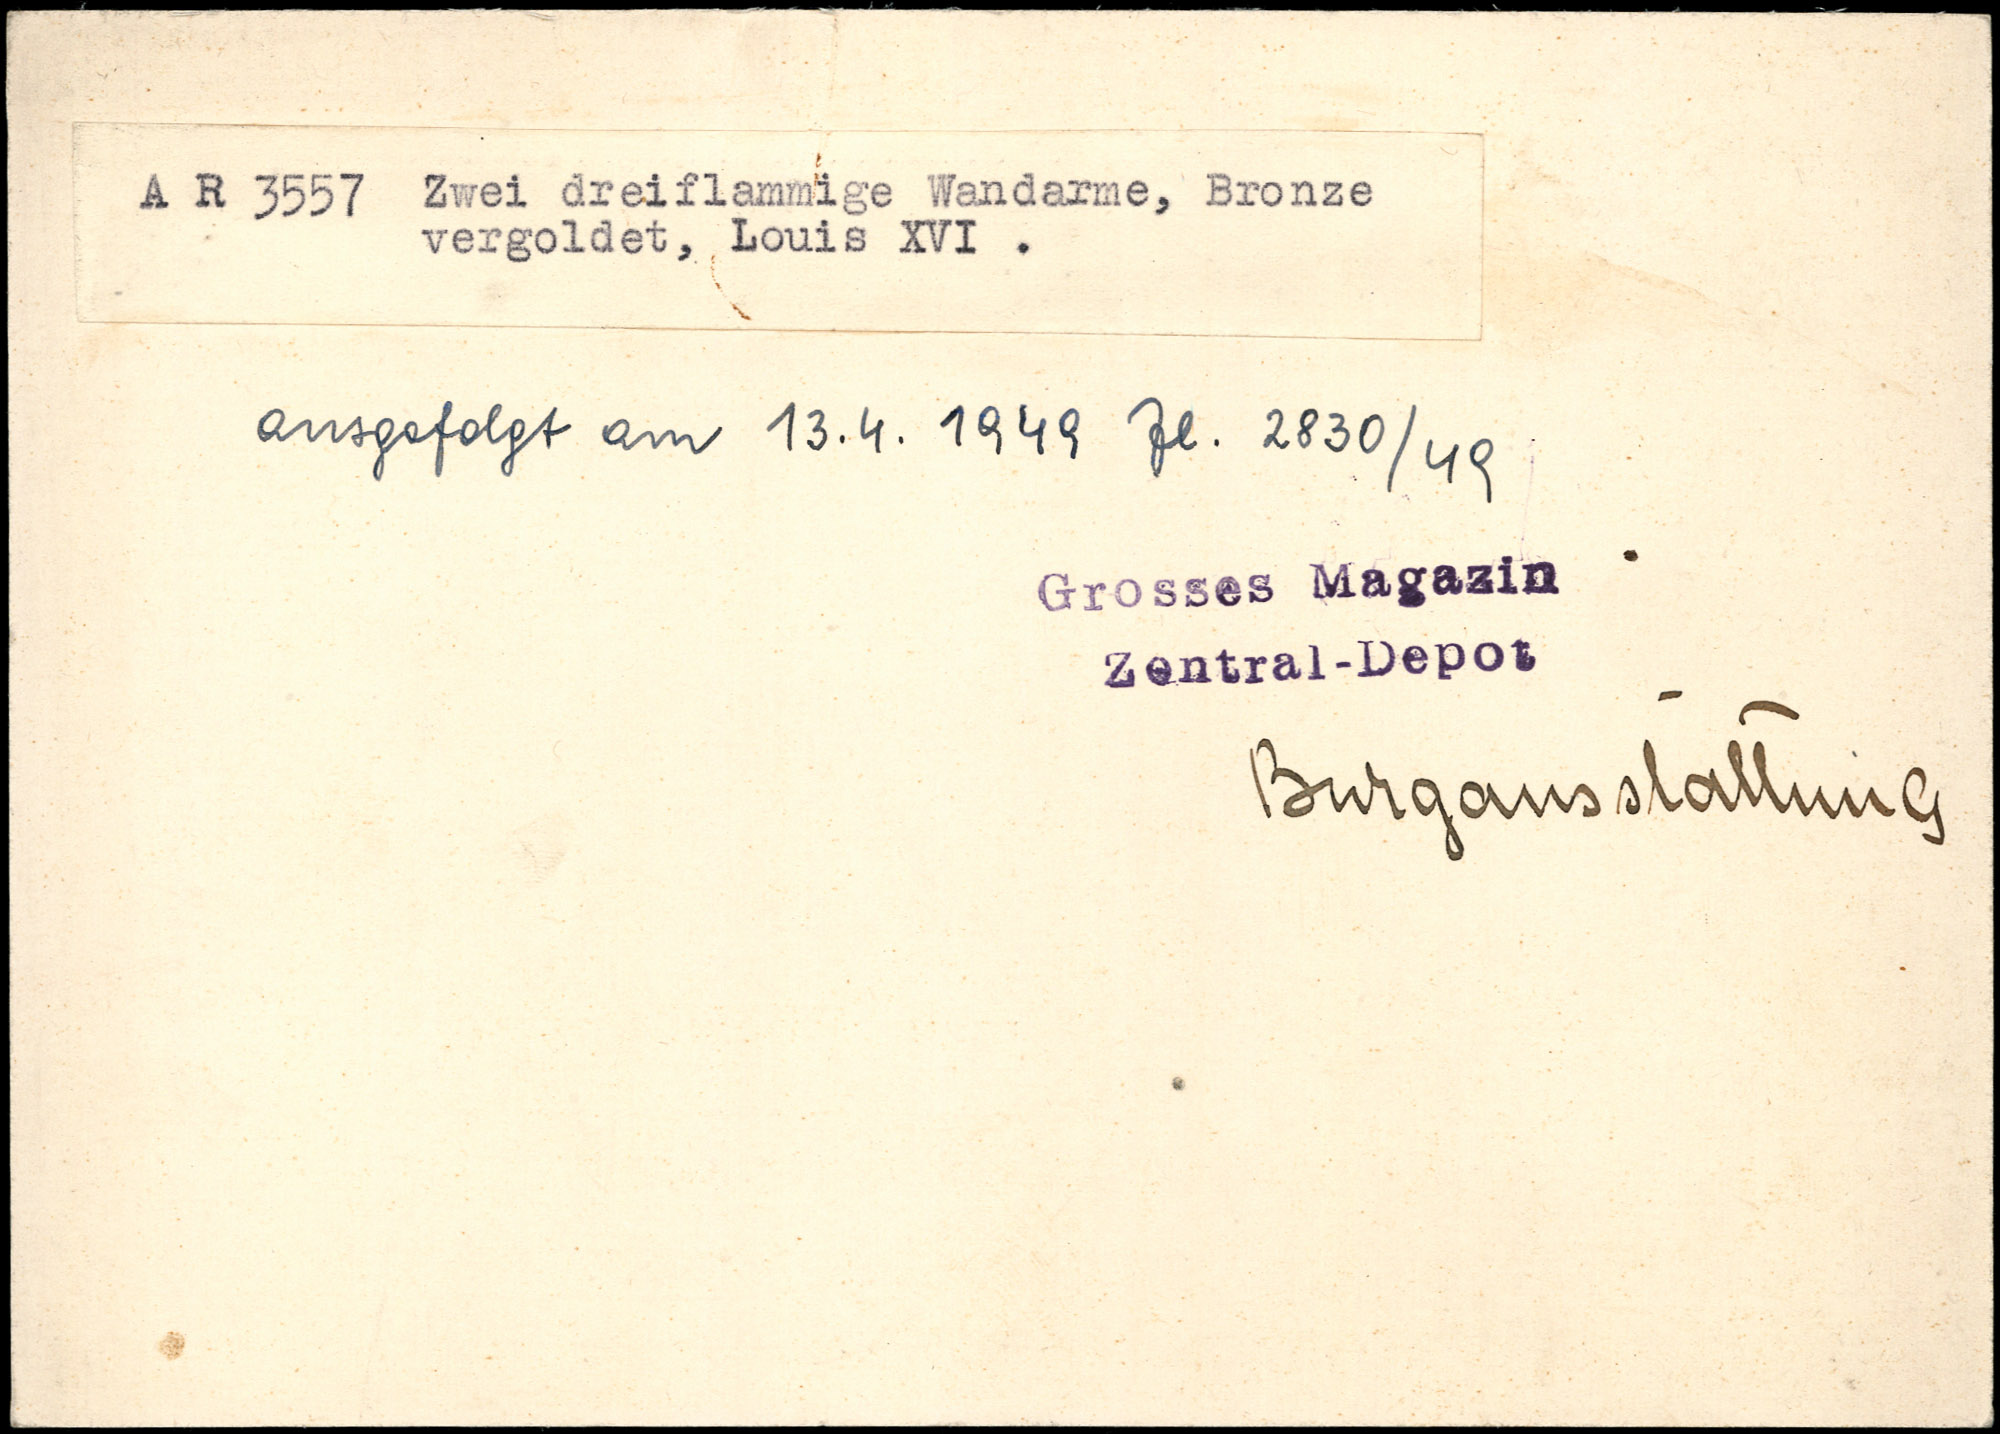 A R 3557 Zwei dreiflammige Wandarme, Bronze
vergoldet, Louis XVI .
ausgefolgt am 13.4. 1949 Zl. 2830/49
Grosses Magazin
Zentral-Depot
Burgausstattung